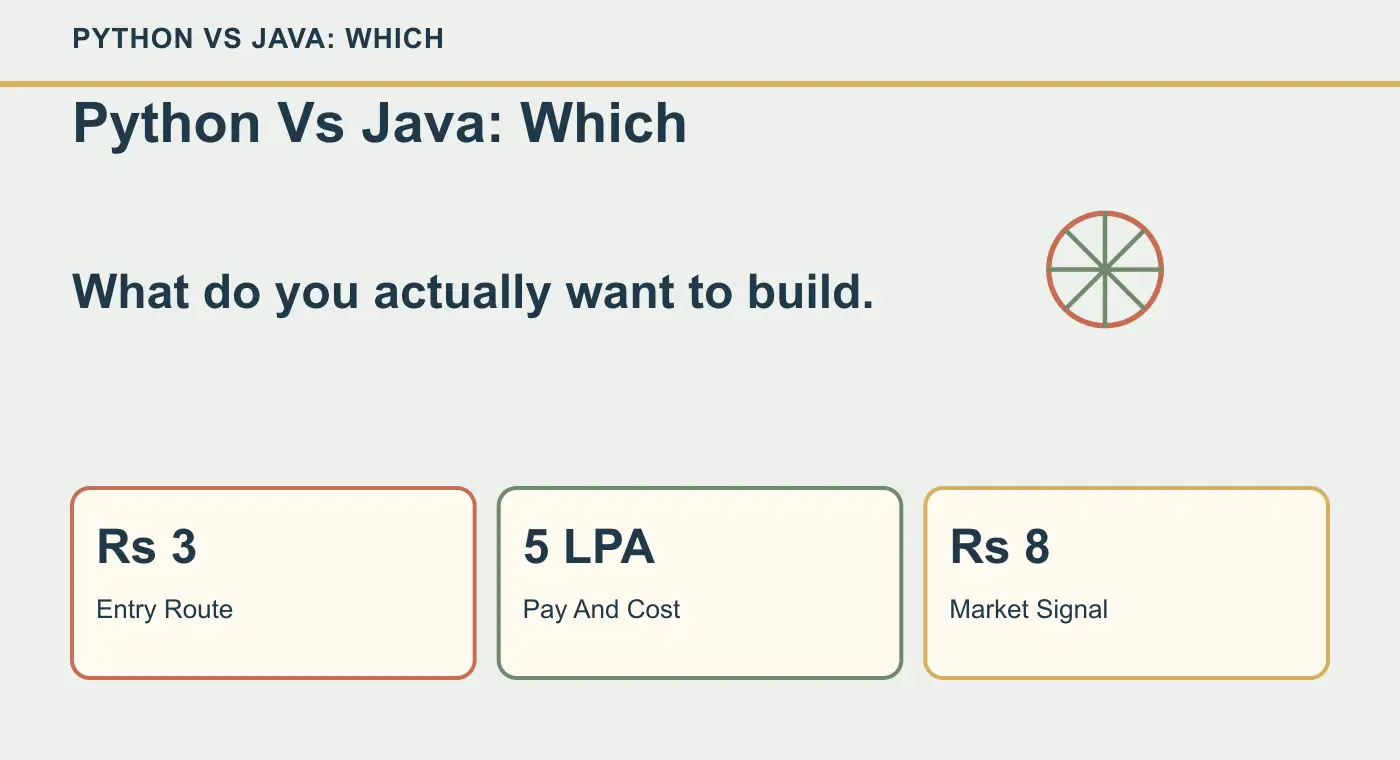 PYTHON VS JAVA: WHICH
Python Vs Java: Which
What do you actually want to build.
Rs 3
Entry Route
5 LPA
Pay And Cost
Rs 8
Market Signal